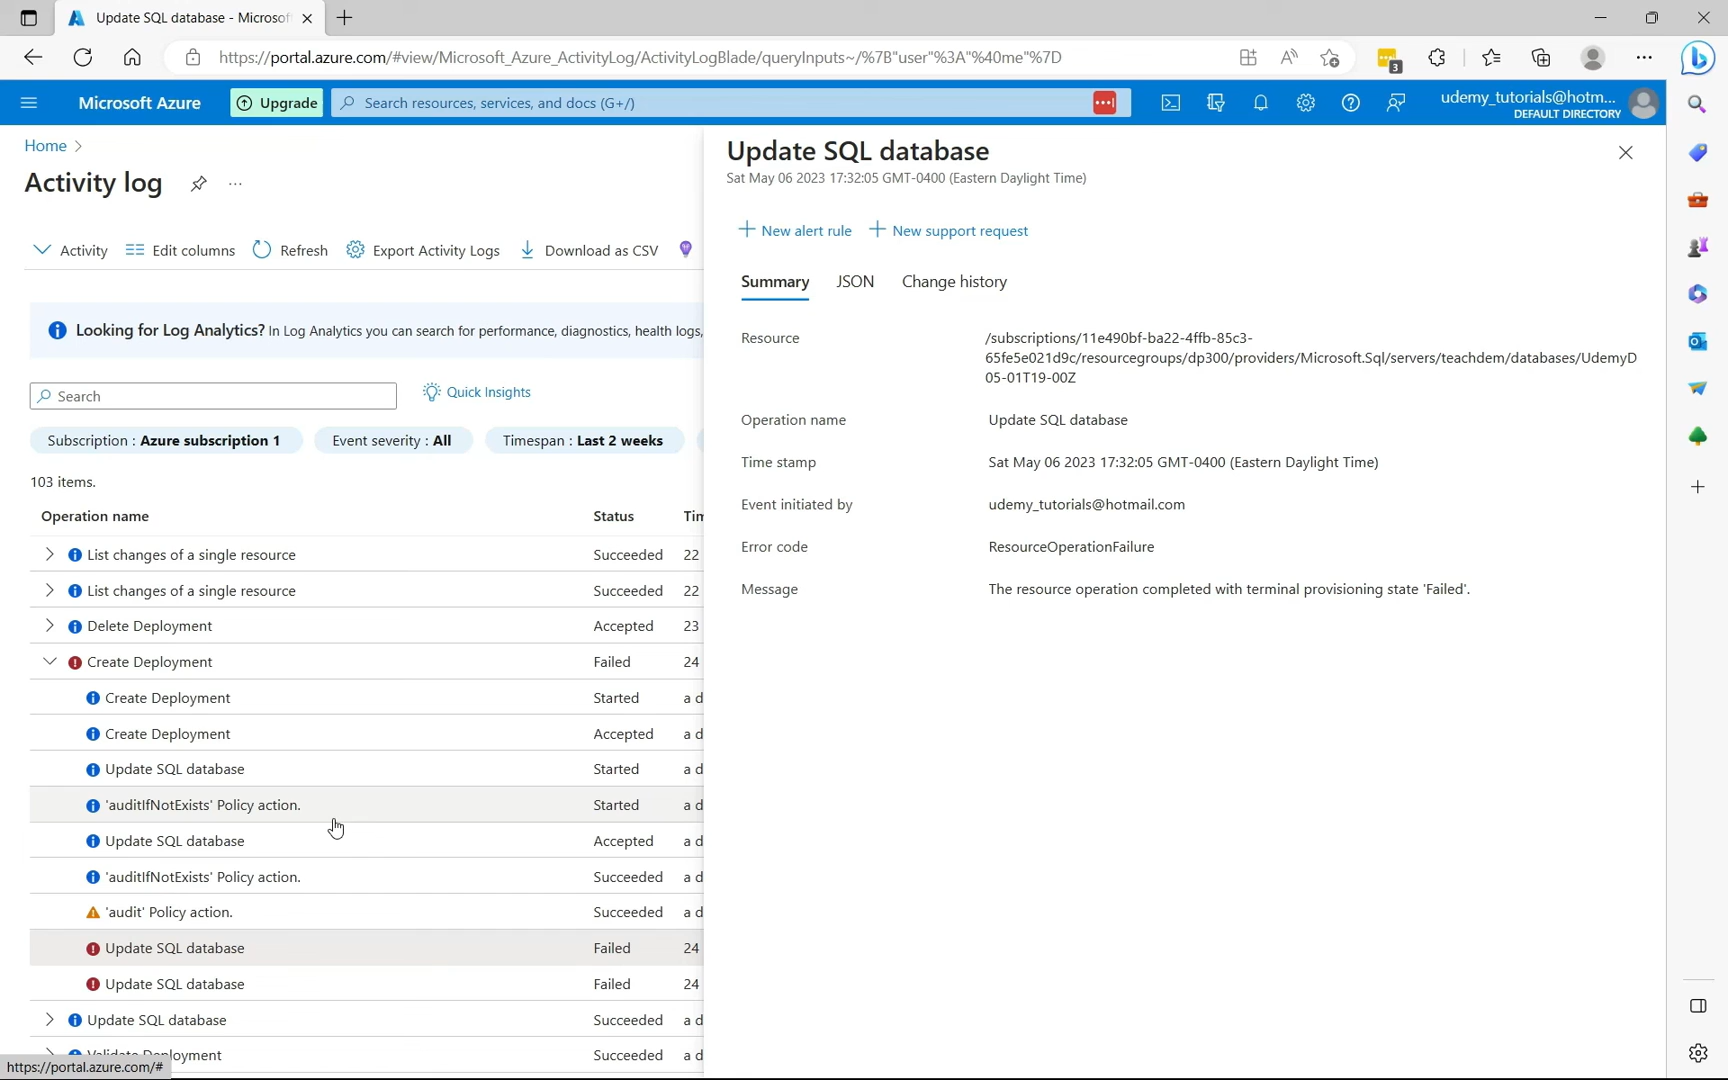 Update SQL database - Microsof
https://portal.azure.com/#view/Microsoft_Azure_ActivityLog/ActivityLogBlade/queryInputs~/%7B"user"%3A"%40me"%7D
3
Microsoft Azure
Upgrade
Search resources, services, and docs (G+/)
udemy_tutorials@hotm...
DEFAULT DIRECTORY
Home
Activity log
Activity
Edit columns
Refresh
Export Activity Logs
Download as CSV
Looking for Log Analytics? In Log Analytics you can search for performance, diagnostics, health logs,
Search
Quick Insights
Subscription : Azure subscription 1
Event severity : All
Timespan : Last 2 weeks
103 items.
Operation name Status Tim
List changes of a single resource Succeeded 22
List changes of a single resource Succeeded 22
Delete Deployment Accepted 23
Create Deployment Failed 24
Create Deployment Started a d
Create Deployment Accepted a d
Update SQL database Started a d
'auditIfNotExists' Policy action. Started a d
Update SQL database Accepted a d
'auditIfNotExists' Policy action. Succeeded a d
'audit' Policy action. Succeeded a d
Update SQL database Failed 24
Update SQL database Failed 24
Update SQL database Succeeded a d
Validate Deployment Succeeded a d
https://portal.azure.com/#
Update SQL database
Sat May 06 2023 17:32:05 GMT-0400 (Eastern Daylight Time)
New alert rule
New support request
Summary
JSON
Change history
Resource
/subscriptions/11e490bf-ba22-4ffb-85c3-
65fe5e021d9c/resourcegroups/dp300/providers/Microsoft.Sql/servers/teachdem/databases/UdemyD
05-01T19-00Z
Operation name Update SQL database
Time stamp Sat May 06 2023 17:32:05 GMT-0400 (Eastern Daylight Time)
Event initiated by udemy_tutorials@hotmail.com
Error code ResourceOperationFailure
Message The resource operation completed with terminal provisioning state 'Failed'.